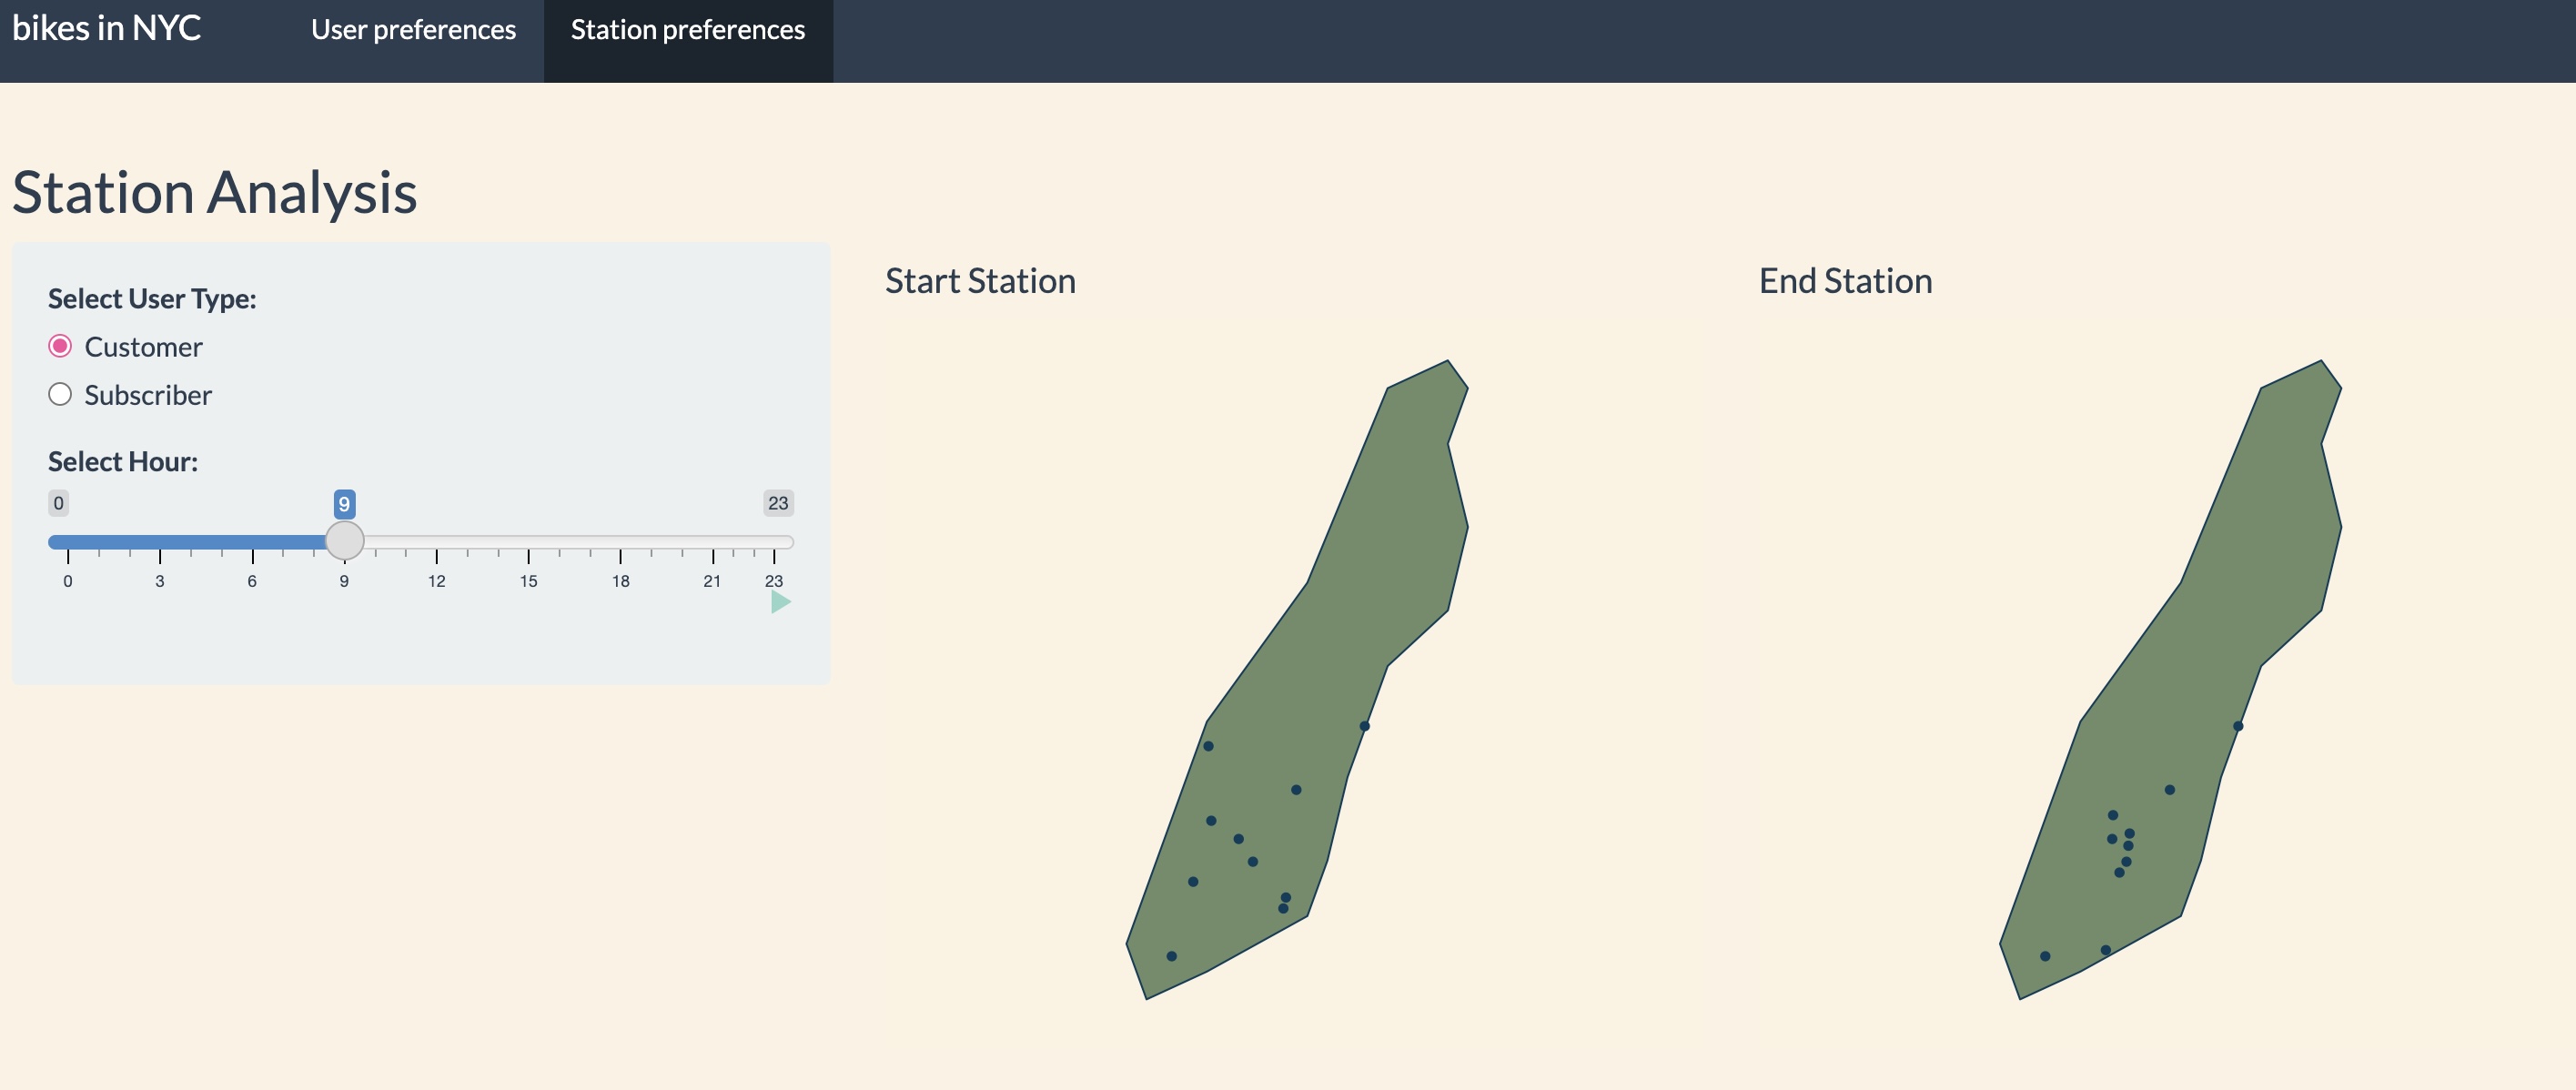 bikes in NYC
User preferences
Station preferences
Station Analysis
Select User Type:
Customer
Subscriber
Select Hour:
0 9 23
0 3 6 9 12 15 18 21 23
Start Station
End Station